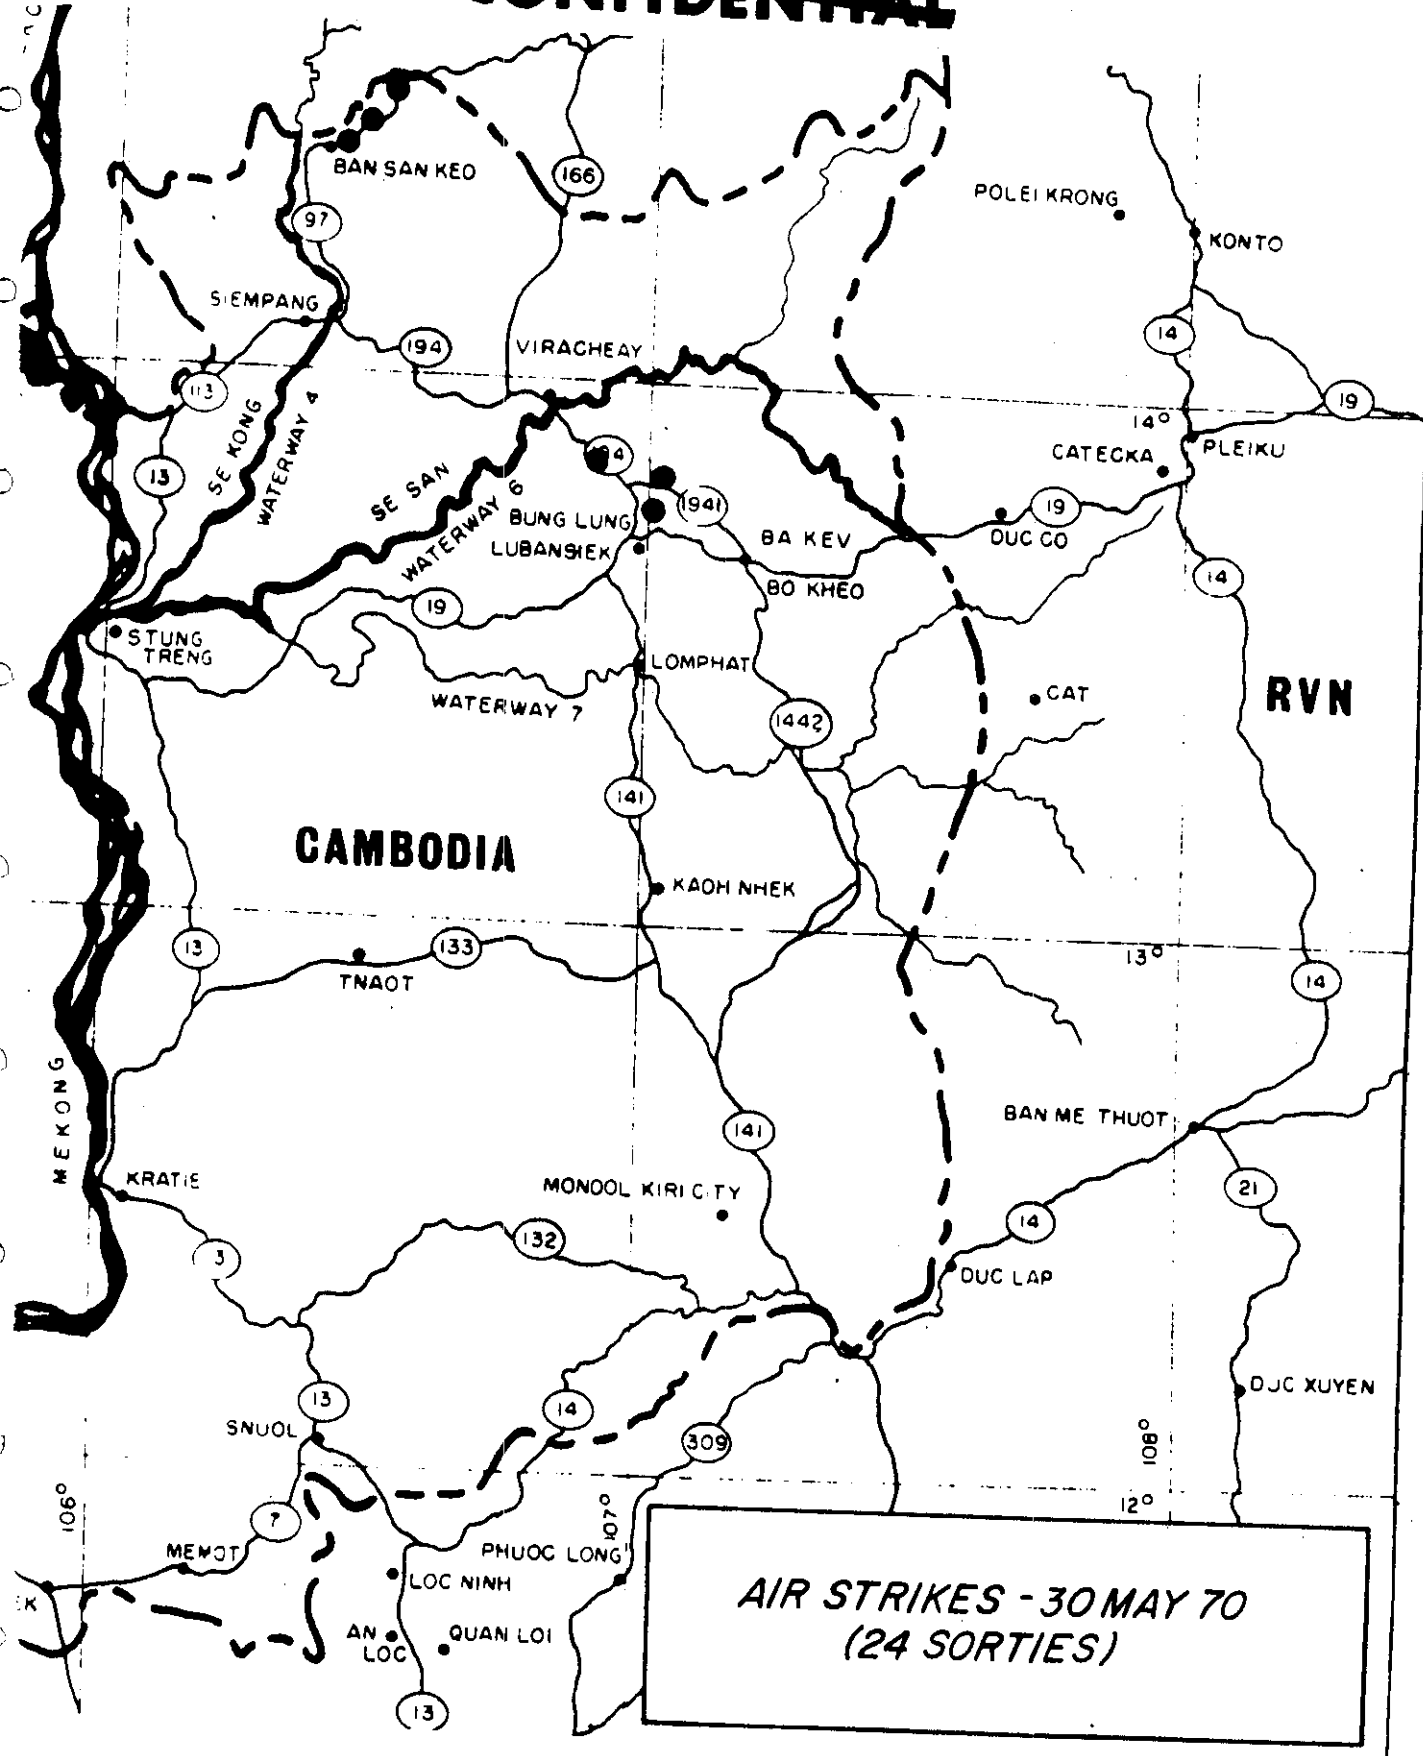 CONFIDENTIAL
BAN SAN KEO
166
POLEI KRONG
97
KONTO
SIEMPANG
14
194
VIRACHEAY
113
19
14°
SE KONG
WATERWAY 4
CATECKA
PLEIKU
13
SE SAN
WATERWAY 6
1941
BUNG LUNG
19
LUBANSIEK
BA KEV
DUC CO
BO KHEO
14
19
STUNG
TRENG
LOMPHAT
CAT
RVN
WATERWAY 7
1442
141
CAMBODIA
KAOH NHEK
13
133
13°
TNAOT
14
MEKONG
BAN ME THUOT
141
KRATIE
MONDOL KIRI CITY
21
3
132
14
DUC LAP
13
14
DUC XUYEN
SNUOL
309
108°
106°
107°
12°
7
MEMOT
PHUOC LONG
LOC NINH
AN
LOC
QUAN LOI
13
AIR STRIKES - 30 MAY 70
(24 SORTIES)